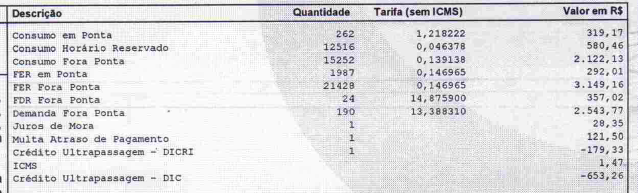 Descrição Quantidade Tarifa (sem ICMS) Valor em R$
Consumo em Ponta 262 1,218222 319,17
Consumo Horário Reservado 12516 0,046378 580,46
Consumo Fora Ponta 15252 0,139138 2.122,13
FER em Ponta 1987 0,146965 292,01
FER Fora Ponta 21428 0,146965 3.149,16
FDR Fora Ponta 24 14,875900 357,02
Demanda Fora Ponta 190 13,388310 2.543,77
Juros de Mora 1 28,35
Multa Atraso de Pagamento 1 121,50
Crédito Ultrapassagem - DICRI 1 -179,33
ICMS 1,47
Crédito Ultrapassagem - DIC -653,26